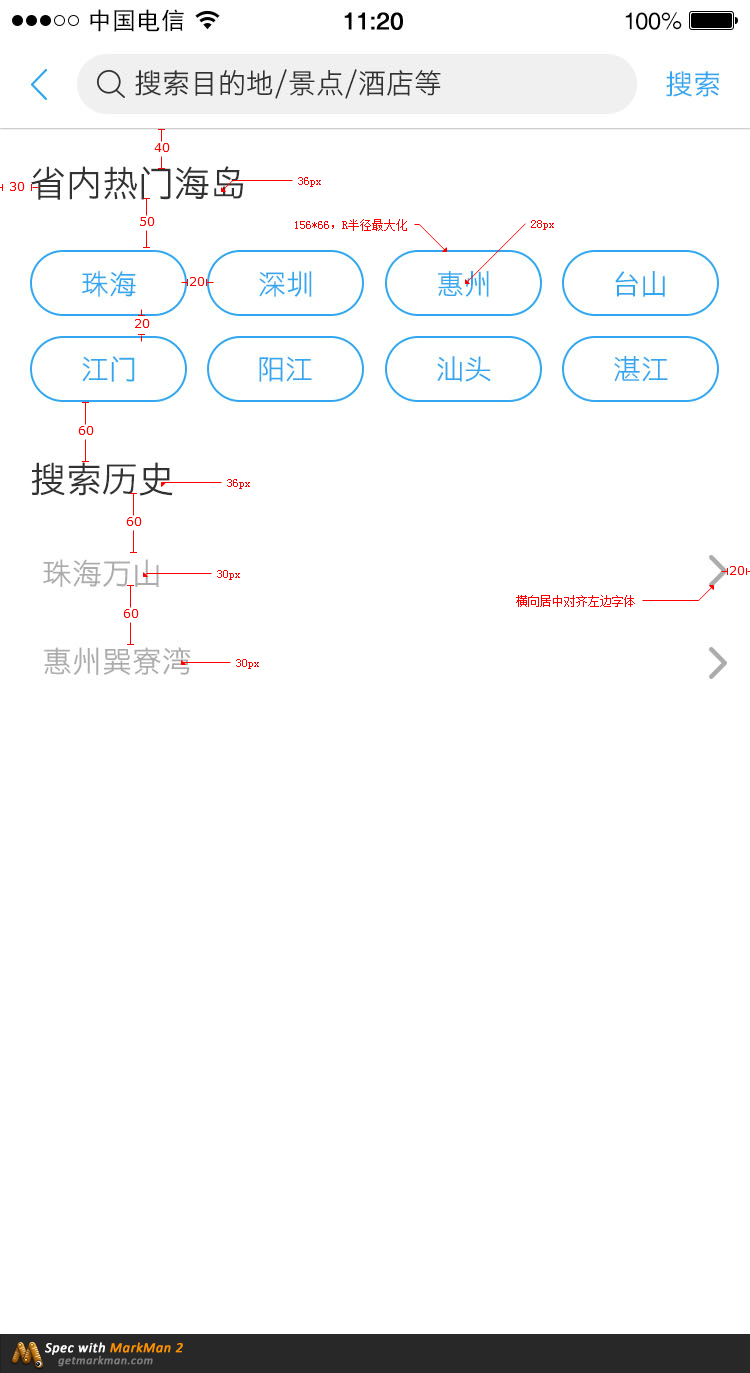 中国电信 11:20 100%
搜索目的地/景点/酒店等 搜索
40
30 省内热门海岛 36px
50 156*66，R半径最大化 28px
珠海 20 深圳 惠州 台山
20
江门 阳江 汕头 湛江
60
搜索历史 36px
60
珠海万山 30px 20
横向居中对齐左边字体
60
惠州巽寮湾 30px
Spec with MarkMan 2
getmarkman.com